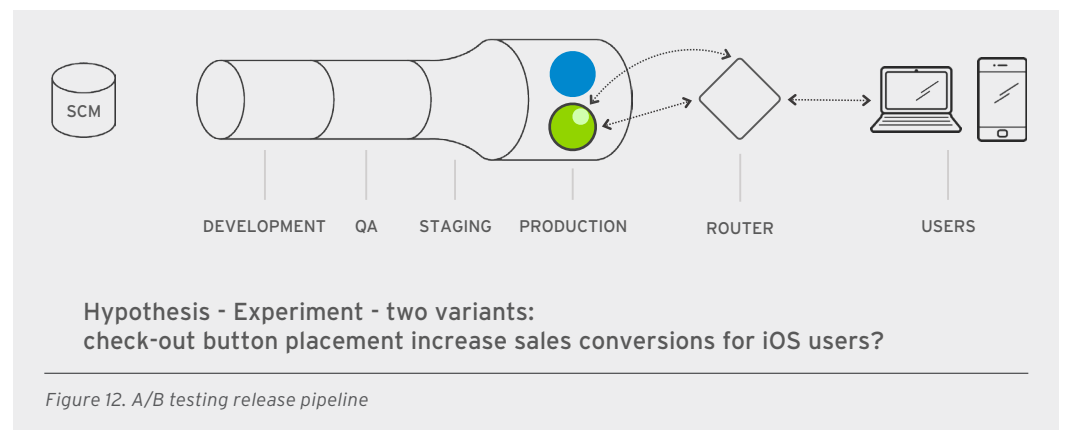 SCM
DEVELOPMENT QA STAGING PRODUCTION ROUTER USERS
Hypothesis - Experiment - two variants:
check-out button placement increase sales conversions for iOS users?
Figure 12. A/B testing release pipeline